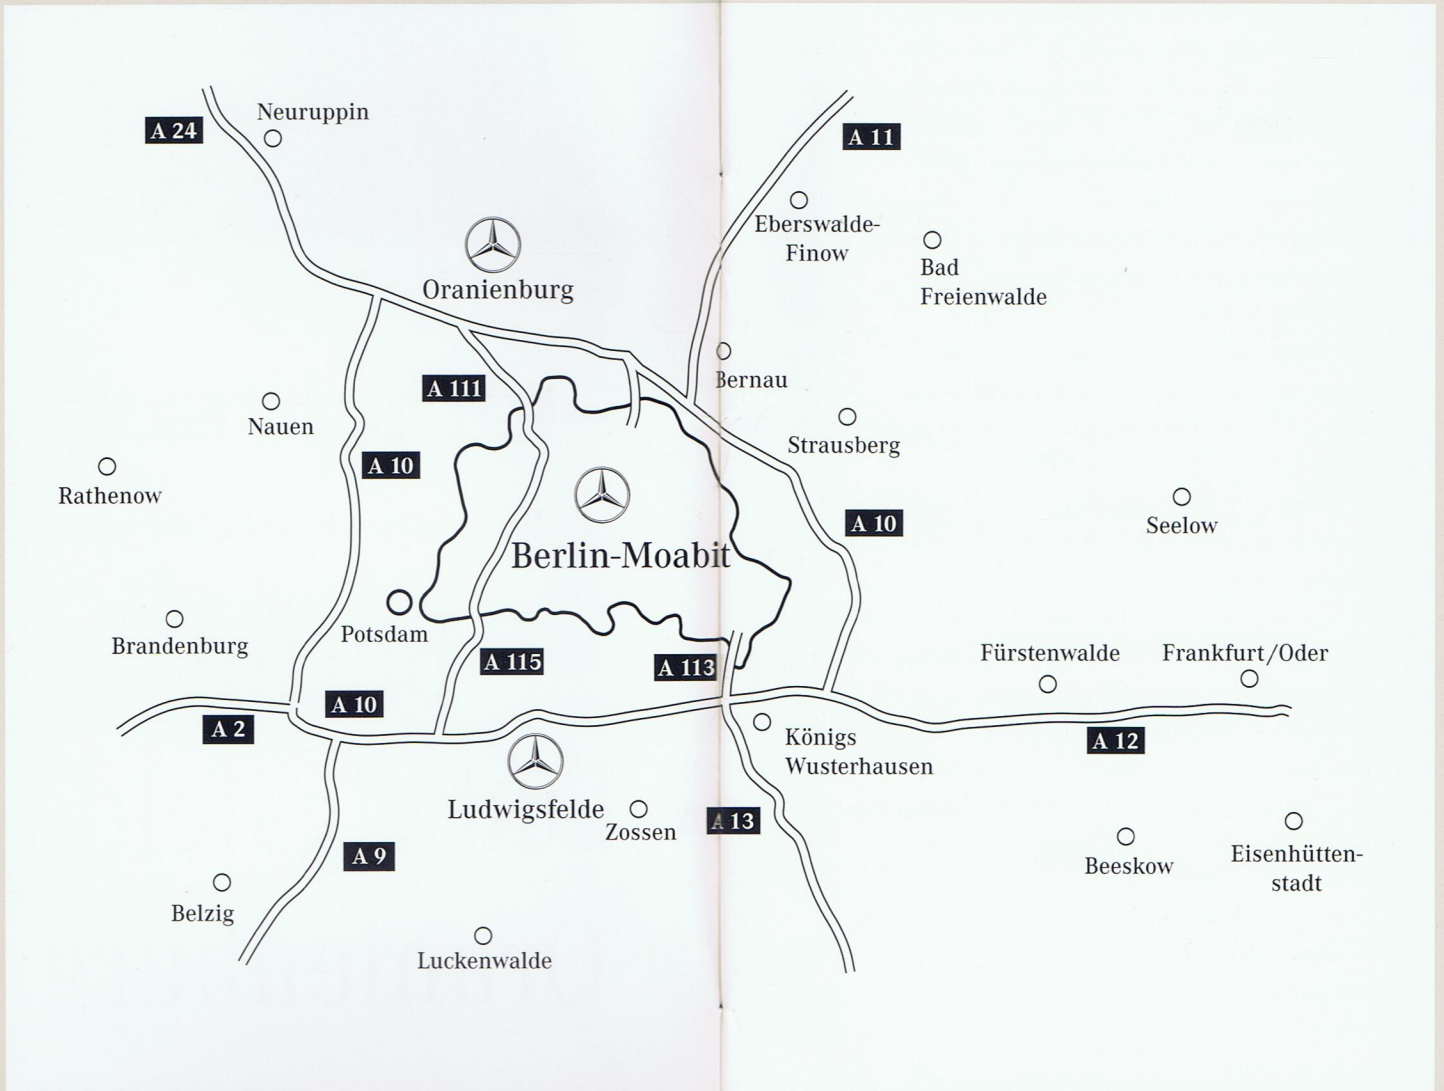 Neuruppin
A 24
A 11
Eberswalde-
Finow
Bad
Freienwalde
Oranienburg
Bernau
A 111
Nauen
Strausberg
A 10
Rathenow
A 10
Seelow
Berlin-Moabit
Potsdam
Brandenburg
A 115
A 113
Fürstenwalde
Frankfurt/Oder
A 10
A 2
Königs
Wusterhausen
A 12
Ludwigsfelde
Zossen
A 13
A 9
Beeskow
Eisenhütten-
stadt
Belzig
Luckenwalde